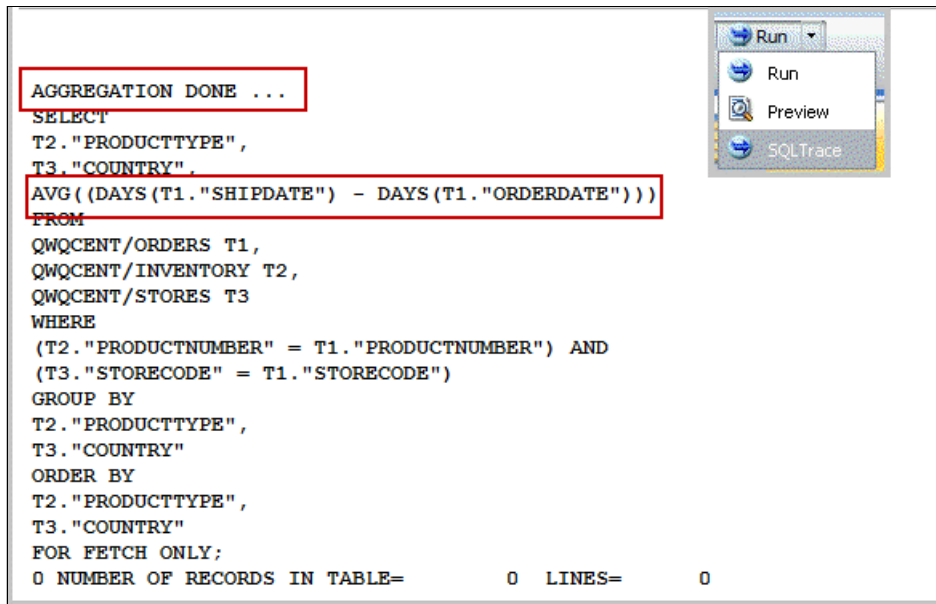 Run
Run
Preview
SQLTrace
AGGREGATION DONE ...
SELECT
T2."PRODUCTTYPE",
T3."COUNTRY",
AVG((DAYS(T1."SHIPDATE") - DAYS(T1."ORDERDATE")))
FROM
QWQCENT/ORDERS T1,
QWQCENT/INVENTORY T2,
QWQCENT/STORES T3
WHERE
(T2."PRODUCTNUMBER" = T1."PRODUCTNUMBER") AND
(T3."STORECODE" = T1."STORECODE")
GROUP BY
T2."PRODUCTTYPE",
T3."COUNTRY"
ORDER BY
T2."PRODUCTTYPE",
T3."COUNTRY"
FOR FETCH ONLY;
0 NUMBER OF RECORDS IN TABLE=        0  LINES=      0